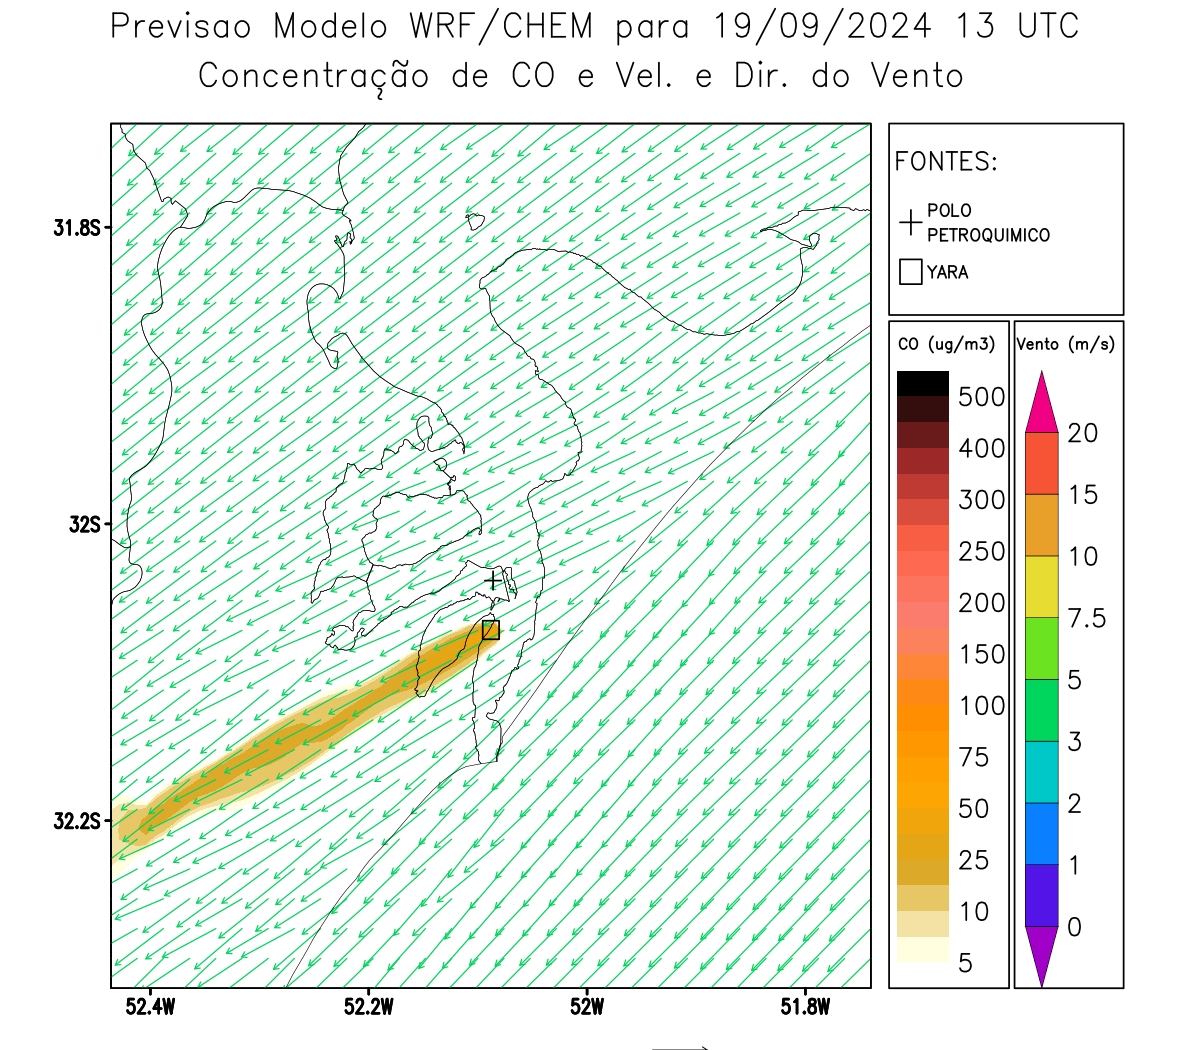 Previsao Modelo WRF/CHEM para 19/09/2024 13 UTC
Concentração de CO e Vel. e Dir. do Vento
FONTES:
POLO
PETROQUIMICO
YARA
31.8S
32S
32.2S
52.4W
52.2W
52W
51.8W
CO (ug/m3)
500
400
300
250
200
150
100
75
50
25
10
5
Vento (m/s)
20
15
10
7.5
5
3
2
1
0